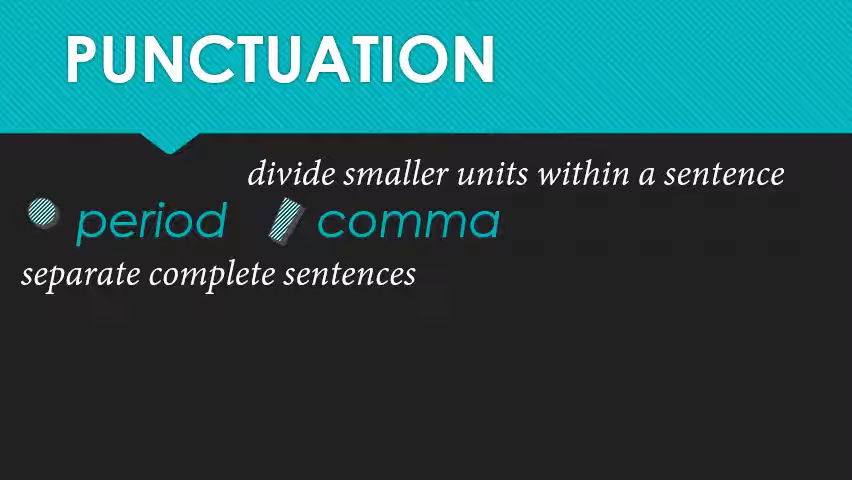 PUNCTUATION
divide smaller units within a sentence
period comma
separate complete sentences